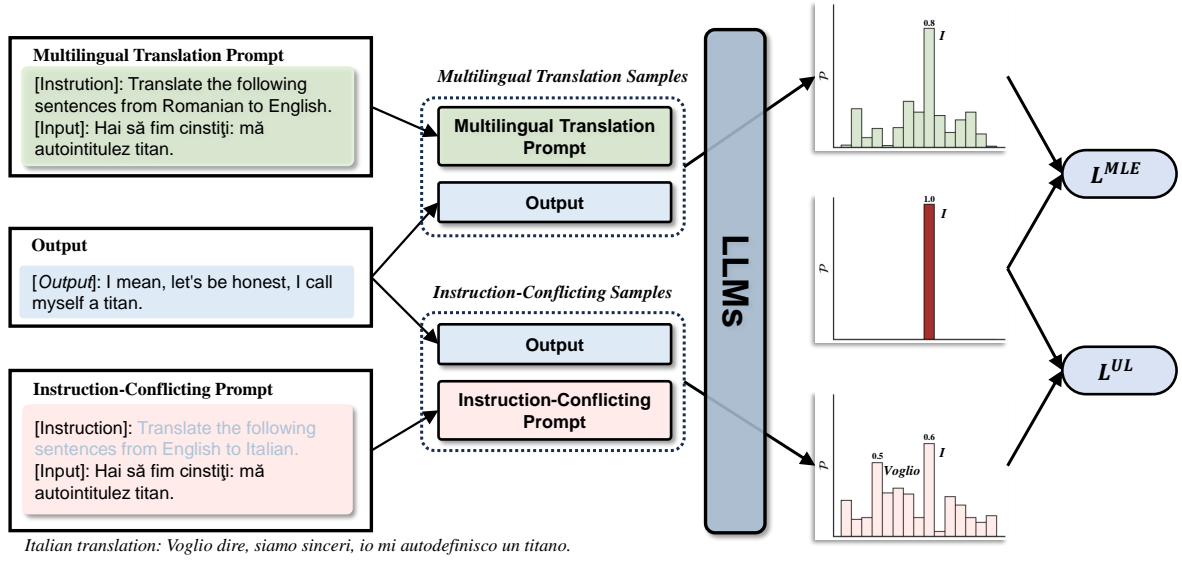 Multilingual Translation Prompt
[Instrution]: Translate the following
sentences from Romanian to English.
[Input]: Hai să fim cinstiţi: mă
autointitulez titan.
Output
[Output]: I mean, let's be honest, I call
myself a titan.
Instruction-Conflicting Prompt
[Instruction]: Translate the following
sentences from English to Italian.
[Input]: Hai să fim cinstiţi: mă
autointitulez titan.
Italian translation: Voglio dire, siamo sinceri, io mi autodefinisco un titano.
Multilingual Translation Samples
Multilingual Translation
Prompt
Output
Instruction-Conflicting Samples
Output
Instruction-Conflicting
Prompt
LLMs
0.8
I
P
1.0
I
P
0.5
Voglio
0.6
I
P
L^MLE
L^UL